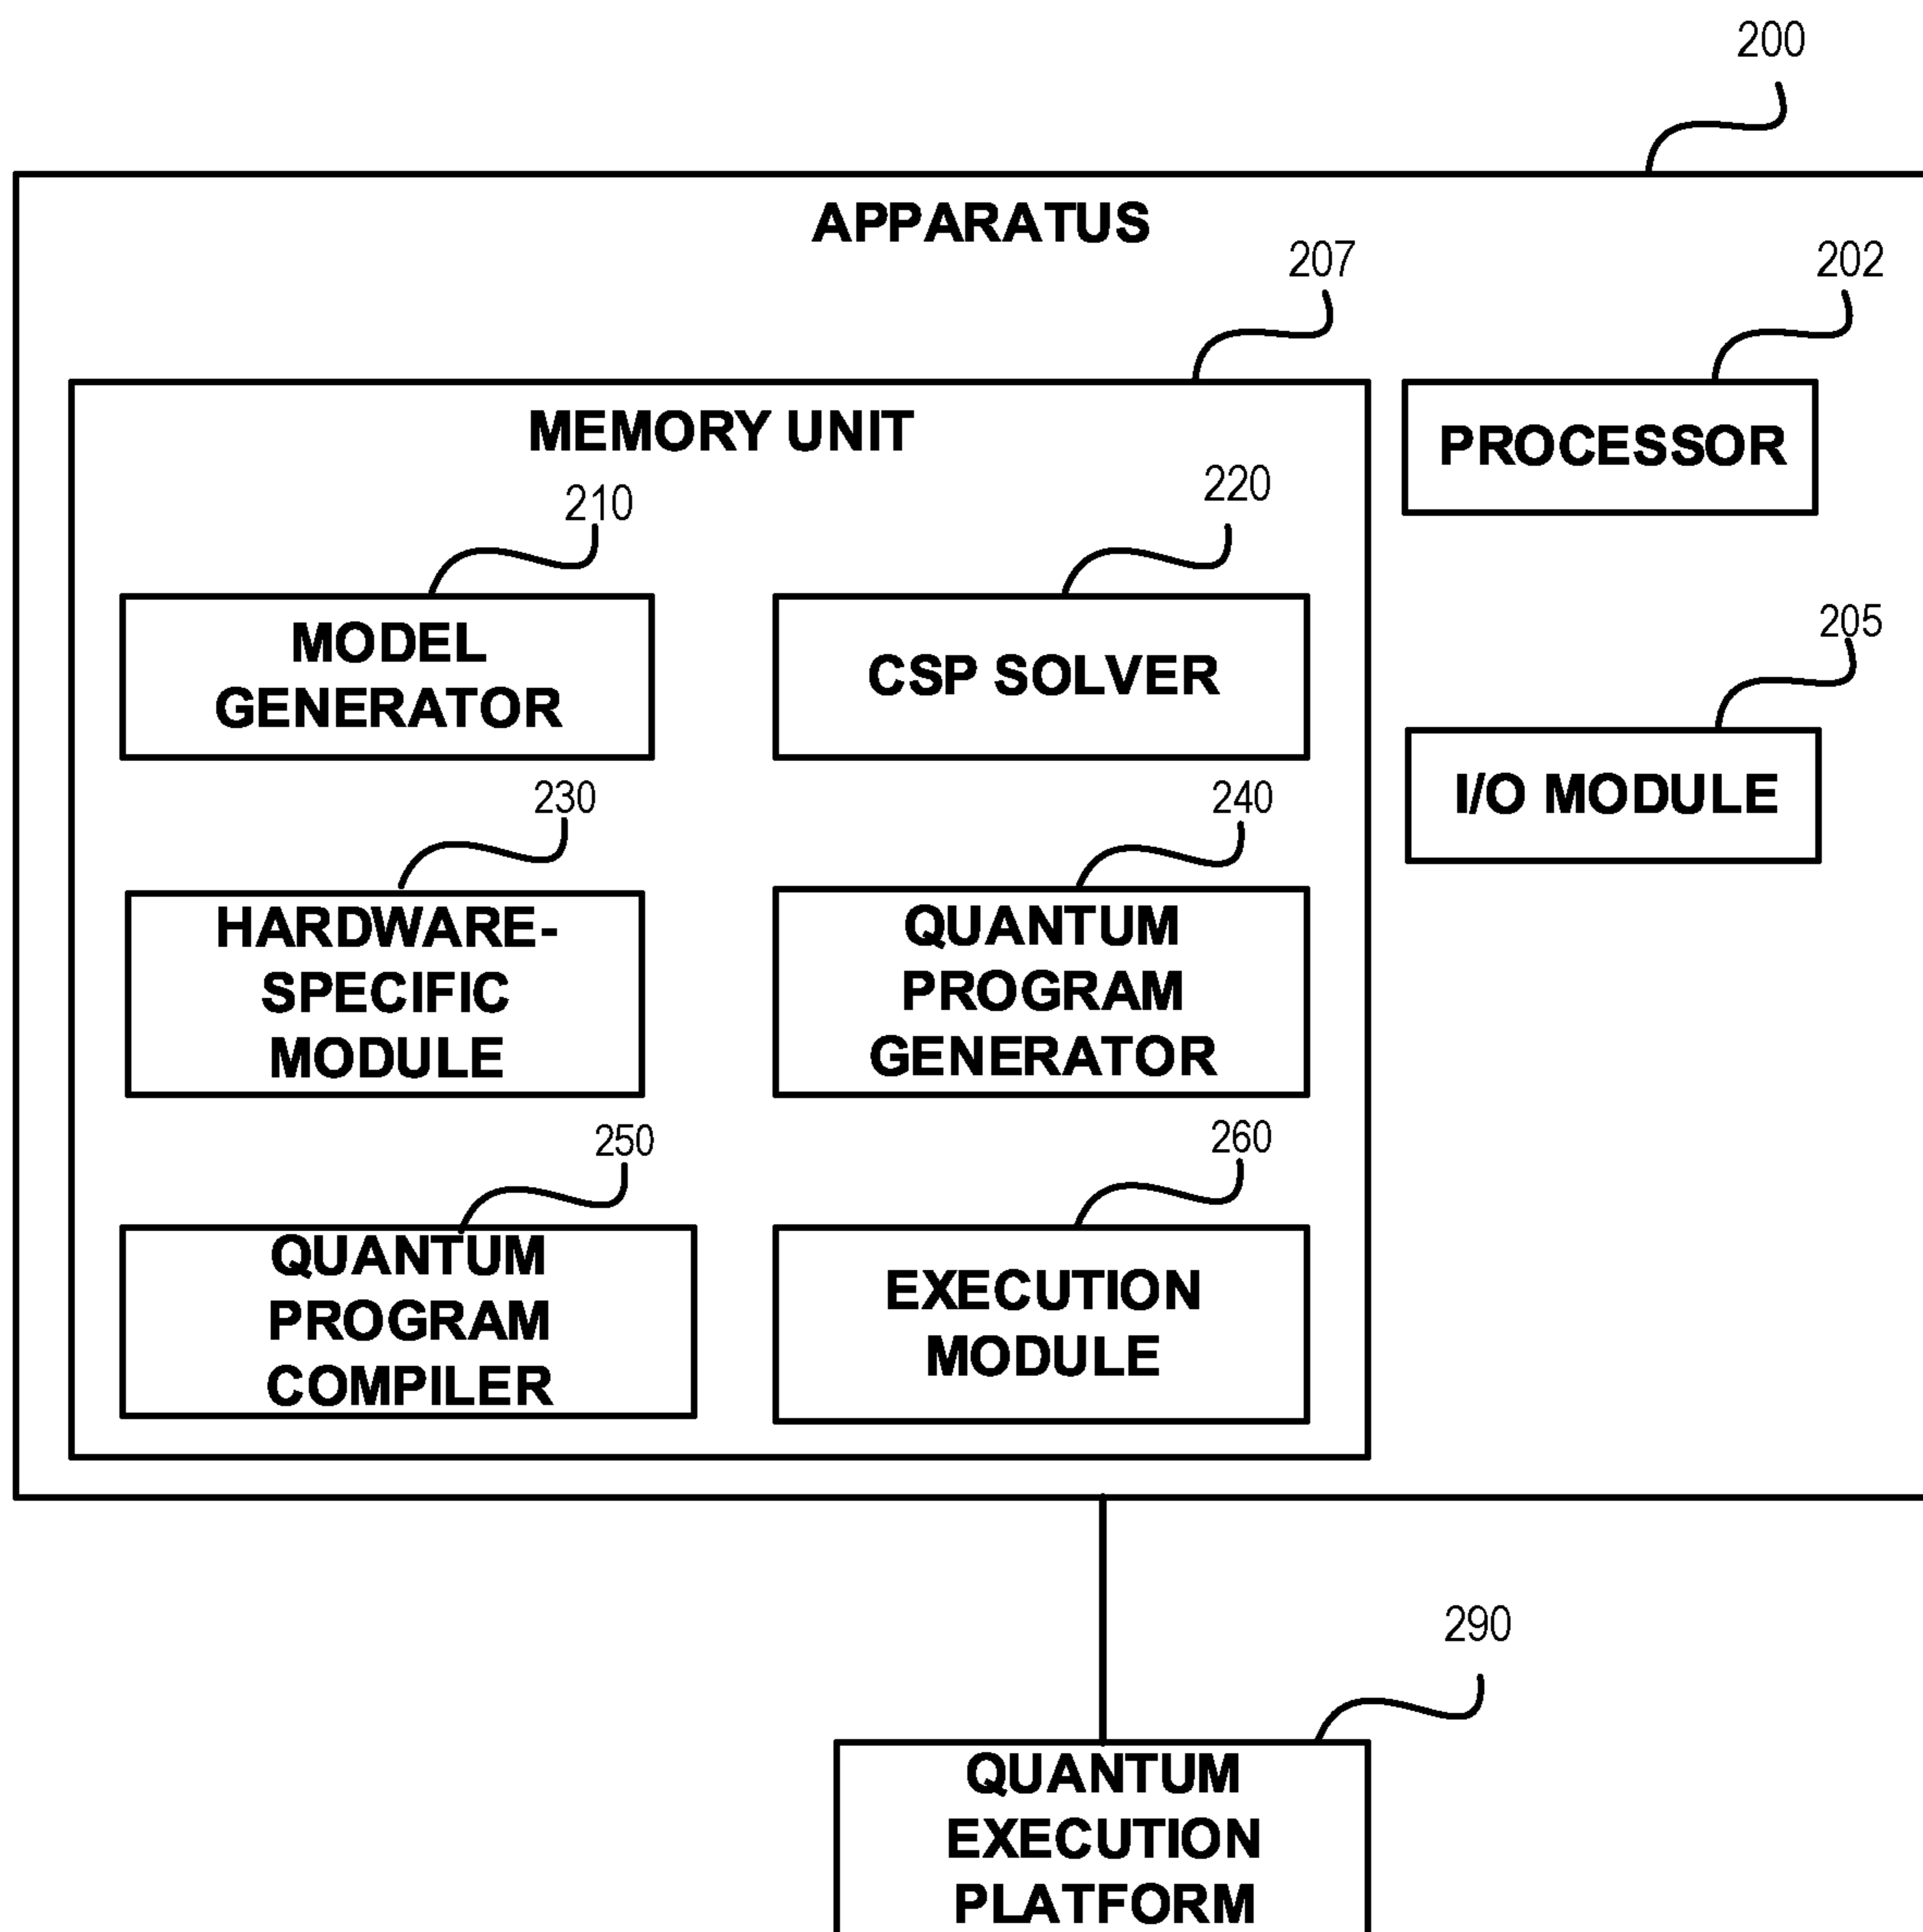 200
APPARATUS
207
202
MEMORY UNIT
PROCESSOR
210
220
MODEL
GENERATOR
CSP SOLVER
205
I/O MODULE
230
240
HARDWARE-
SPECIFIC
MODULE
QUANTUM
PROGRAM
GENERATOR
250
260
QUANTUM
PROGRAM
COMPILER
EXECUTION
MODULE
290
QUANTUM
EXECUTION
PLATFORM